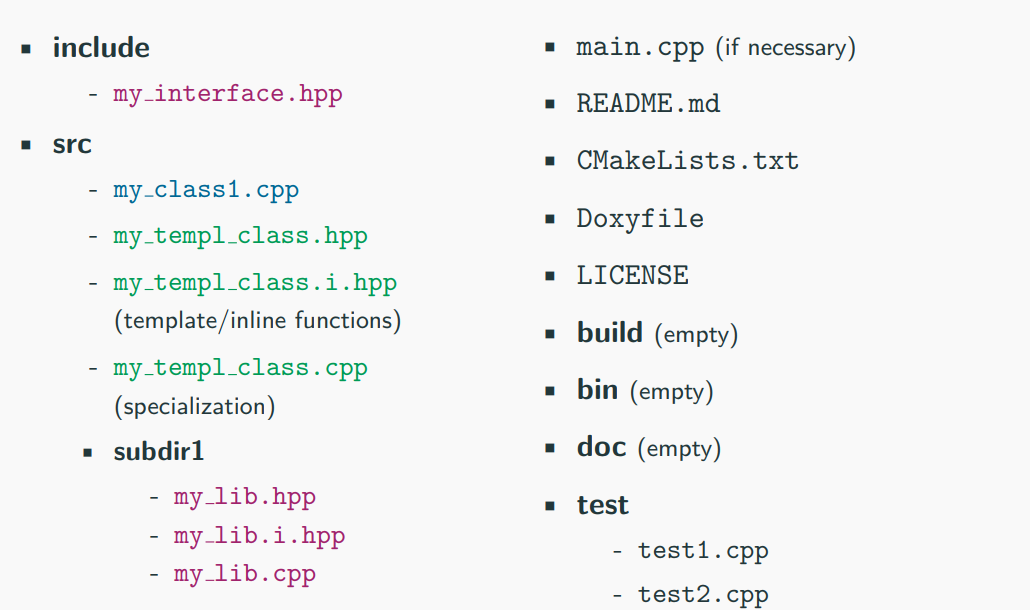 ▪ include
- my_interface.hpp
▪ src
- my_class1.cpp
- my_templ_class.hpp
- my_templ_class.i.hpp
(template/inline functions)
- my_templ_class.cpp
(specialization)
▪ subdir1
- my_lib.hpp
- my_lib.i.hpp
- my_lib.cpp
▪ main.cpp (if necessary)
▪ README.md
▪ CMakeLists.txt
▪ Doxyfile
▪ LICENSE
▪ build (empty)
▪ bin (empty)
▪ doc (empty)
▪ test
- test1.cpp
- test2.cpp